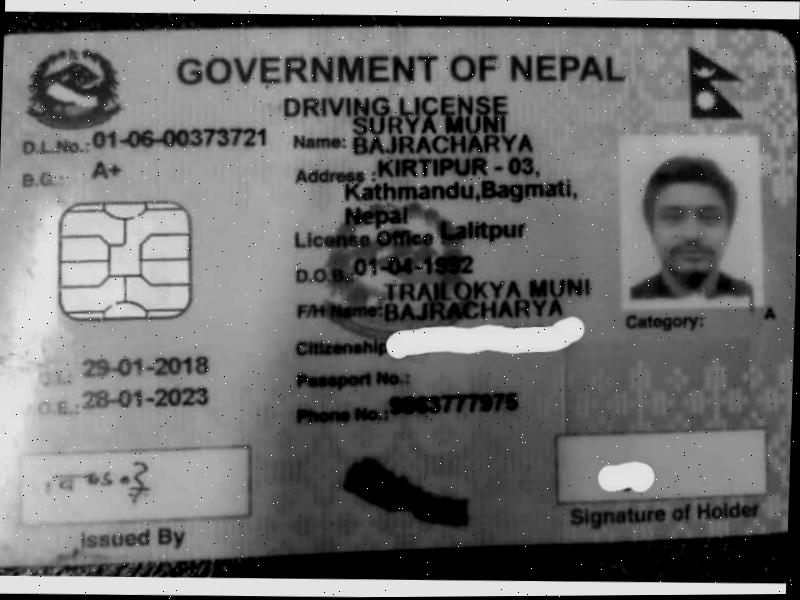 GOVERNMENT OF NEPAL
DRIVING LICENSE
D.L.No.: 01-06-00373721
B.G.: A+
Name: SURYA MUNI
BAJRACHARYA
Address: KIRTIPUR - 03,
Kathmandu,Bagmati,
Nepal
License Office Lalitpur
D.O.B.: 01-04-1992
F/H Name: TRAILOKYA MUNI
BAJRACHARYA
Citizenship
Passport No.:
Phone No.:
Category: A
29-01-2018
.O.E.: 28-01-2023
Issued By
Signature of Holder